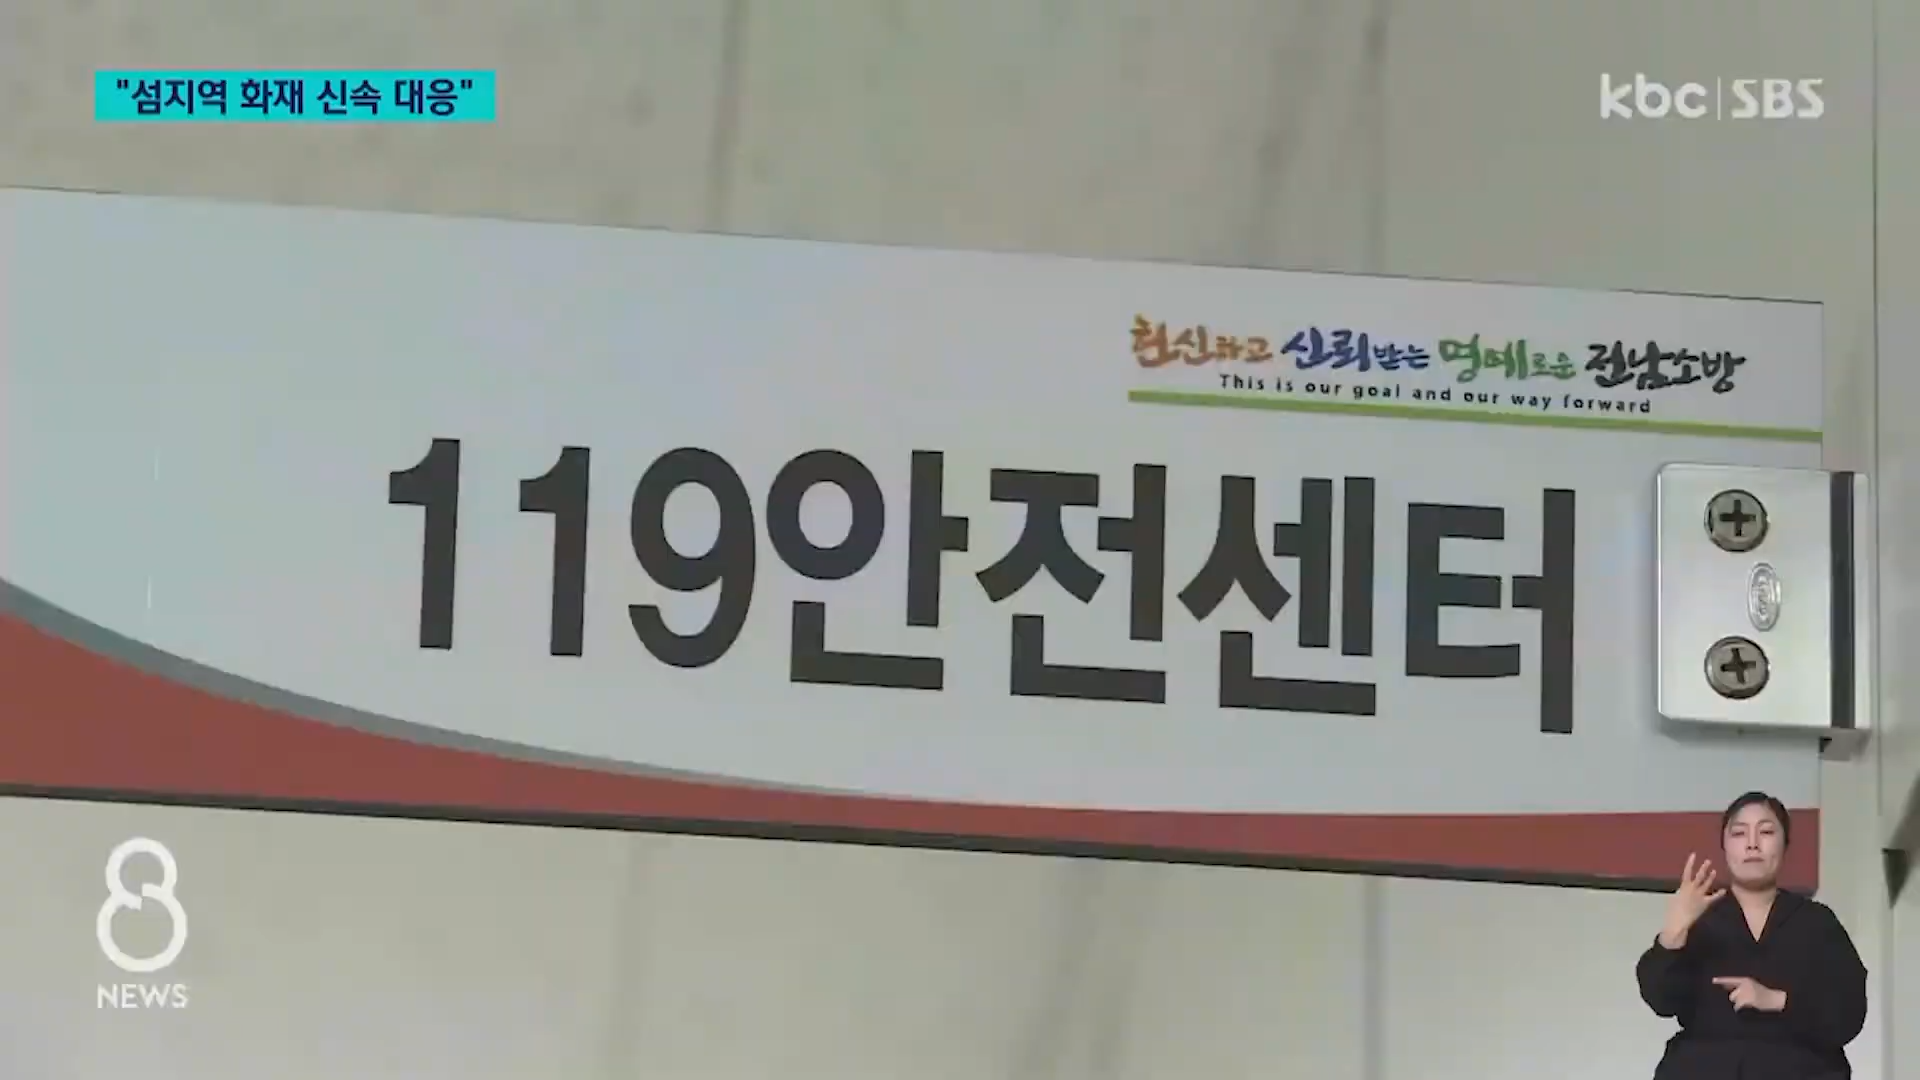 "섬지역 화재 신속 대응"
kbc SBS
헌신하고 신뢰받는 명예로운 전남소방
This is our goal and our way forward
119안전센터
8
NEWS